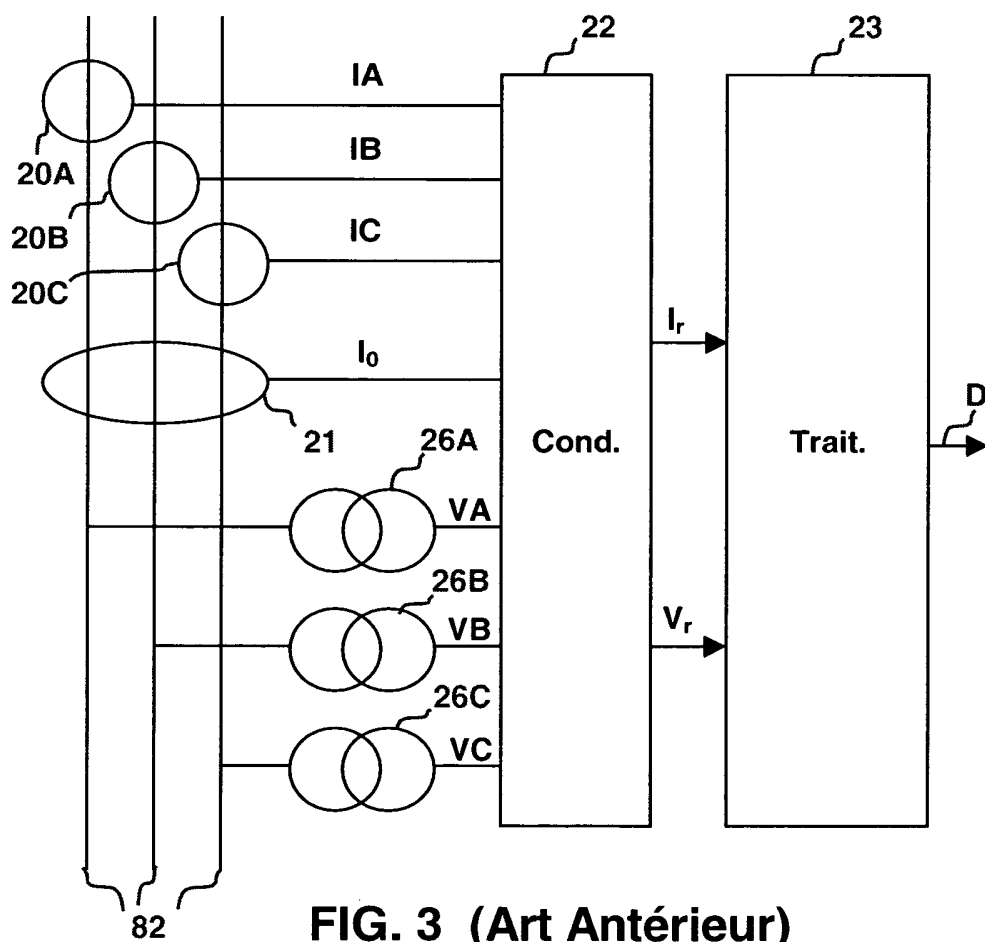 22
23
IA
20A
IB
20B
IC
20C
I₀
21
Iᵣ
Cond.
Trait.
D
26A
VA
26B
VB
Vᵣ
26C
VC
82
FIG. 3 (Art Antérieur)